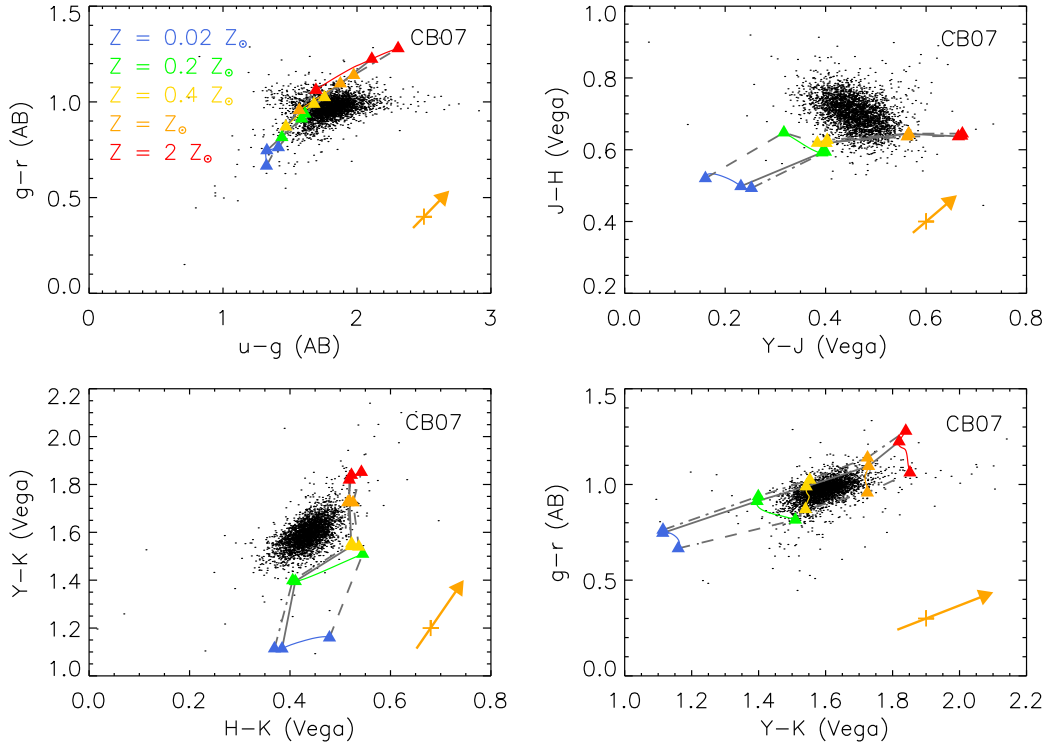 1.5
1.0
0.5
0.0
g-r (AB)
Z = 0.02 Z⊙
Z = 0.2 Z⊙
Z = 0.4 Z⊙
Z = Z⊙
Z = 2 Z⊙
CB07
0
1
2
3
u-g (AB)
1.0
0.8
0.6
0.4
0.2
J-H (Vega)
CB07
0.0
0.2
0.4
0.6
0.8
Y-J (Vega)
2.2
2.0
1.8
1.6
1.4
1.2
1.0
Y-K (Vega)
CB07
0.0
0.2
0.4
0.6
0.8
H-K (Vega)
1.5
1.0
0.5
0.0
g-r (AB)
CB07
1.0
1.2
1.4
1.6
1.8
2.0
2.2
Y-K (Vega)